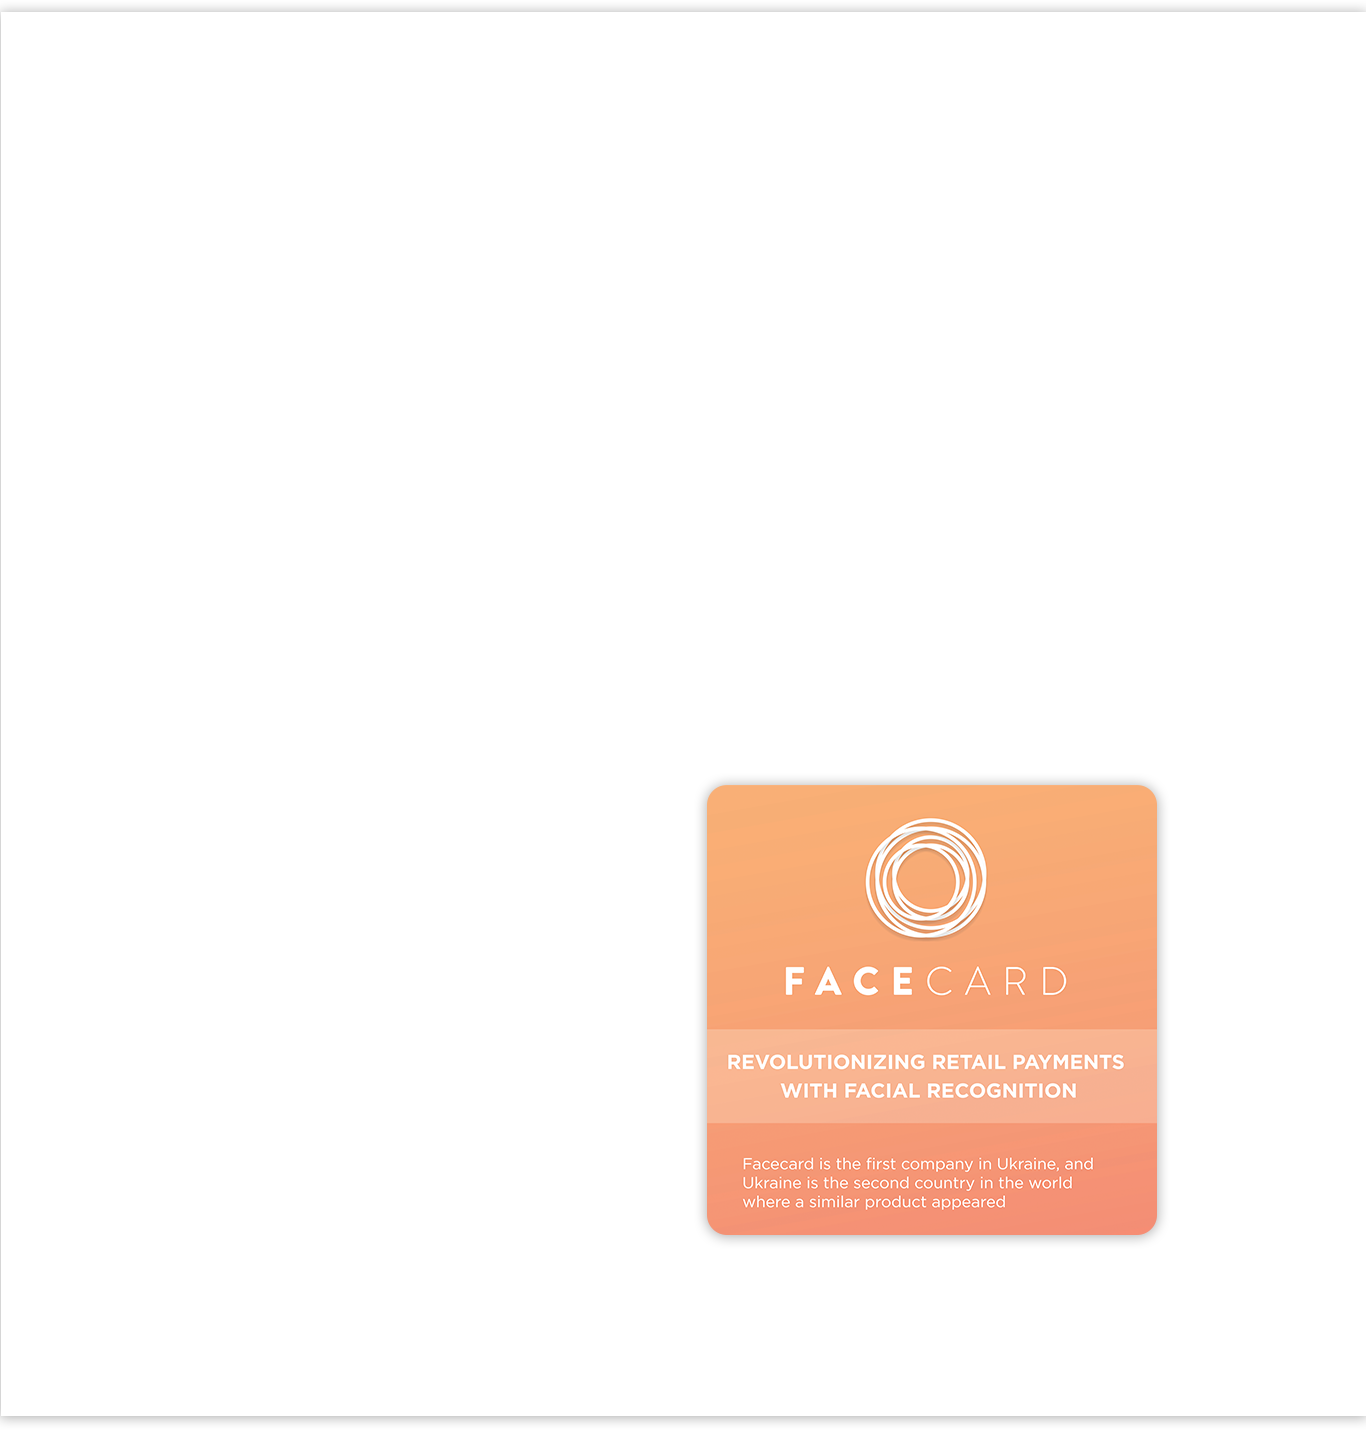 FACECARD
REVOLUTIONIZING RETAIL PAYMENTS
WITH FACIAL RECOGNITION
Facecard is the first company in Ukraine, and
Ukraine is the second country in the world
where a similar product appeared